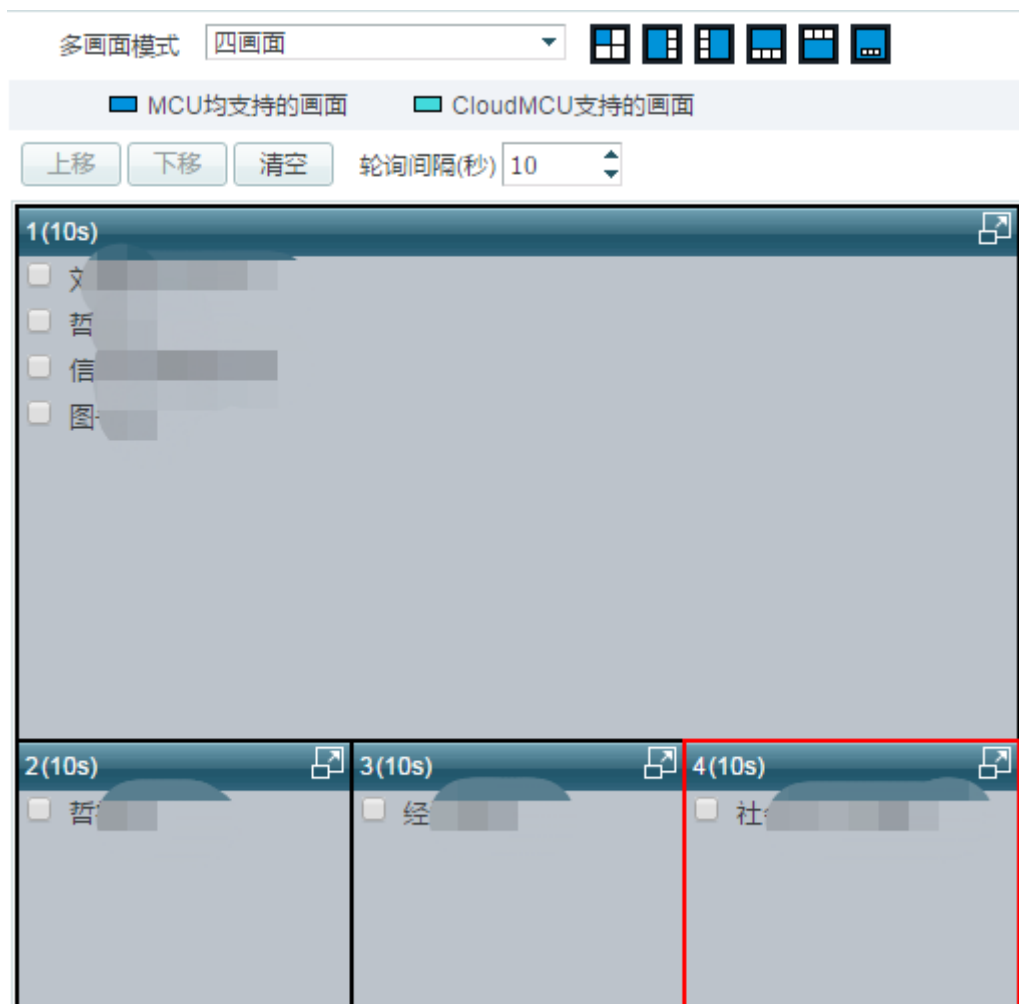 多画面模式 四画面
MCU均支持的画面 CloudMCU支持的画面
上移 下移 清空 轮询间隔(秒) 10
1(10s)
哲
信
图
2(10s) 3(10s) 4(10s)
哲 经 社